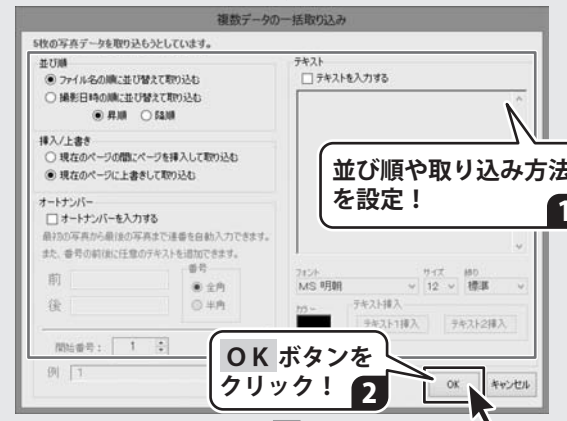 複数データの一括取り込み
5枚の写真データを取り込もうとしています。
並び順
ファイル名の順に並び替えて取り込む
撮影日時の順に並び替えて取り込む
昇順 降順
挿入/上書き
現在のページの間にページを挿入して取り込む
現在のページに上書きして取り込む
オートナンバー
オートナンバーを入力する
最初の写真から最後の写真まで連番を自動入力できます。
また、番号の前後に任意のテキストを追加できます。
前
後
番号
全角
半角
開始番号： 1
例 1
テキスト
テキストを入力する
並び順や取り込み方法
を設定！
1
フォント サイズ 傾き
MS 明朝 12 標準
カラー
テキスト挿入
テキスト1挿入 テキスト2挿入
OK ボタンを
クリック！ 2
OK キャンセル